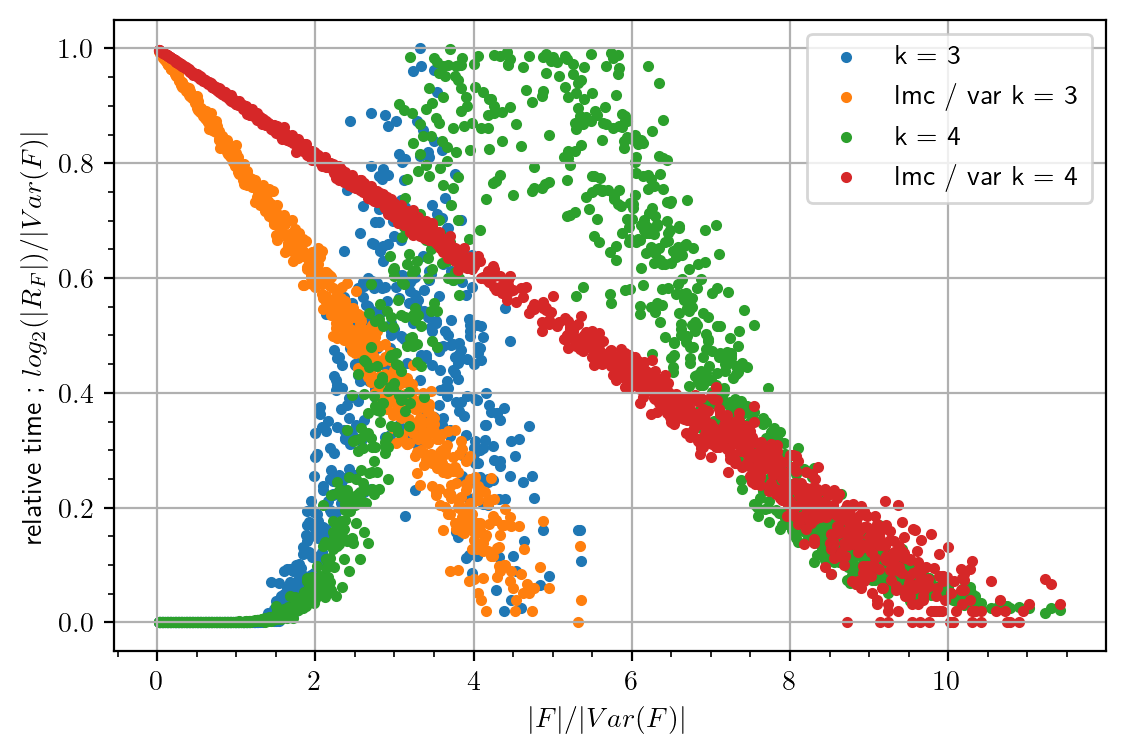 k = 3
lmc / var k = 3
k = 4
lmc / var k = 4
1.0
0.8
0.6
0.4
0.2
0.0
relative time ; log₂(|R_F|)/|Var(F)|
0 2 4 6 8 10
|F|/|Var(F)|